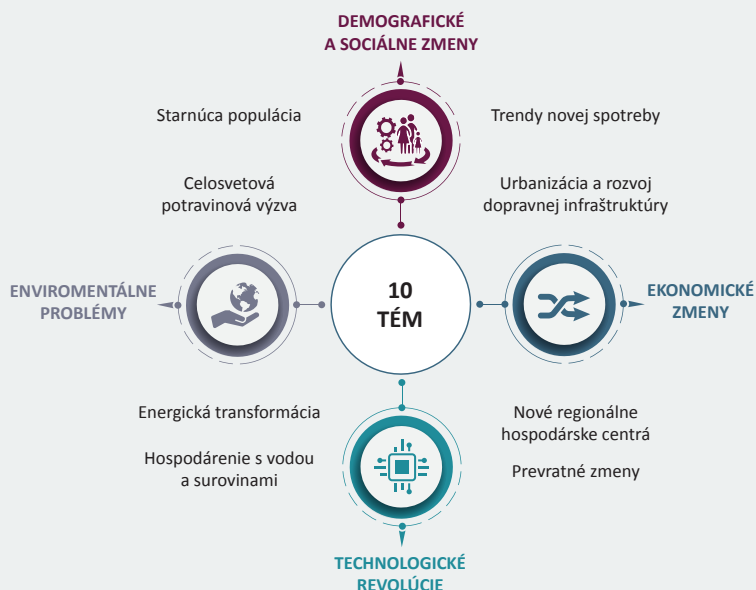 DEMOGRAFICKÉ
A SOCIÁLNE ZMENY
Starnúca populácia
Trendy novej spotreby
Celosvetová
potravinová výzva
Urbanizácia a rozvoj
dopravnej infraštruktúry
ENVIROMENTÁLNE
PROBLÉMY
10
TÉM
EKONOMICKÉ
ZMENY
Energická transformácia
Hospodárenie s vodou
a surovinami
Nové regionálne
hospodárske centrá
Prevratné zmeny
TECHNOLOGICKÉ
REVOLÚCIE